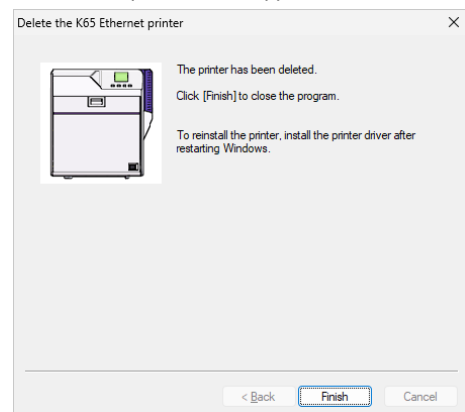 Delete the K65 Ethernet printer
The printer has been deleted.
Click [Finish] to close the program.
To reinstall the printer, install the printer driver after
restarting Windows.
< Back
Finish
Cancel